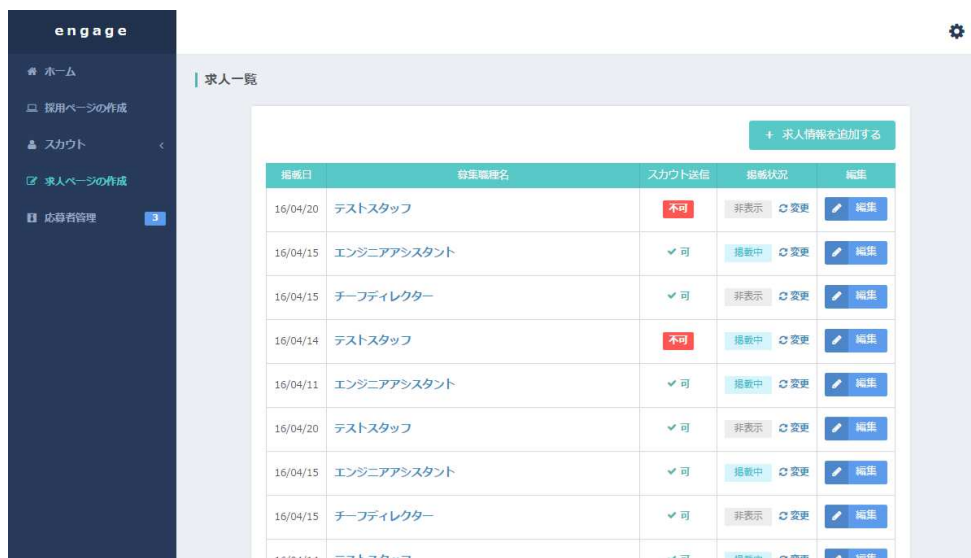 engage
ホーム
求人一覧
採用ページの作成
スカウト
+ 求人情報を追加する
求人ページの作成
掲載日 募集職種名 スカウト送信 掲載状況 編集
応募者管理 3
16/04/20 テストスタッフ 不可 非表示 変更 編集
16/04/15 エンジニアアシスタント 可 掲載中 変更 編集
16/04/15 チーフディレクター 可 非表示 変更 編集
16/04/14 テストスタッフ 不可 掲載中 変更 編集
16/04/11 エンジニアアシスタント 可 掲載中 変更 編集
16/04/20 テストスタッフ 可 非表示 変更 編集
16/04/15 エンジニアアシスタント 可 掲載中 変更 編集
16/04/15 チーフディレクター 可 非表示 変更 編集